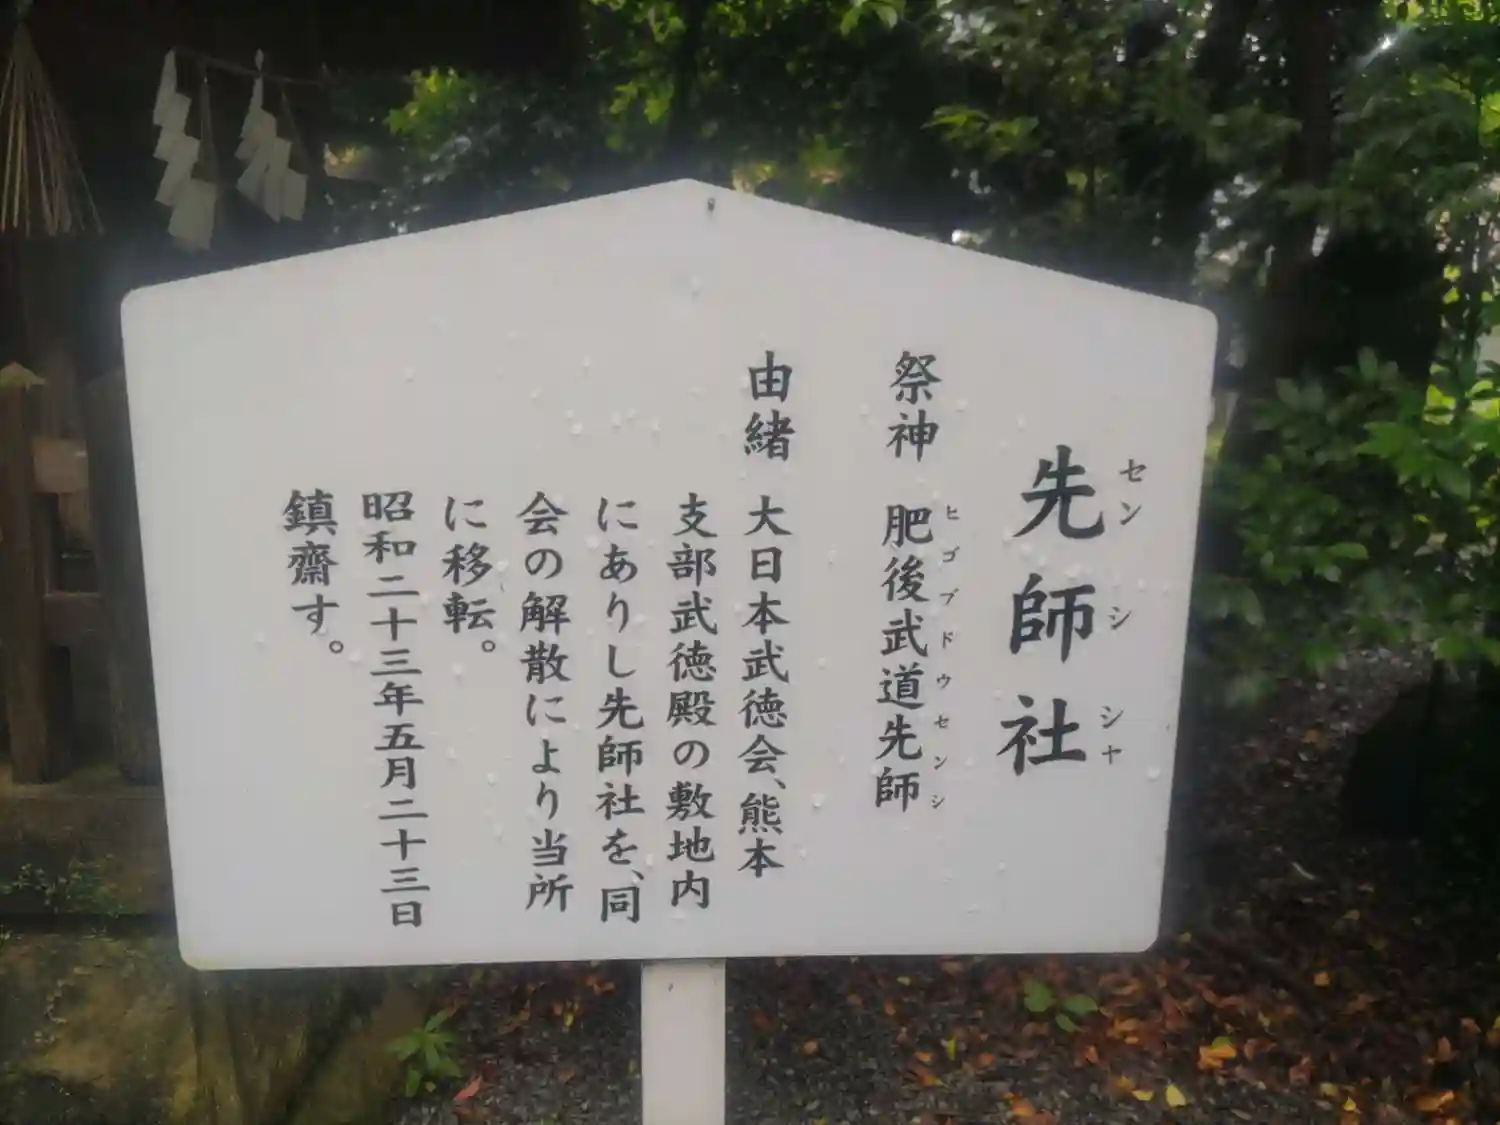 先師社
センシシャ
祭神 肥後武道先師
ヒゴブドウセンシ
由緒 大日本武徳会、熊本
支部武徳殿の敷地内
にありし先師社を、同
会の解散により当所
に移転。
昭和二十三年五月二十三日
鎮齋す。